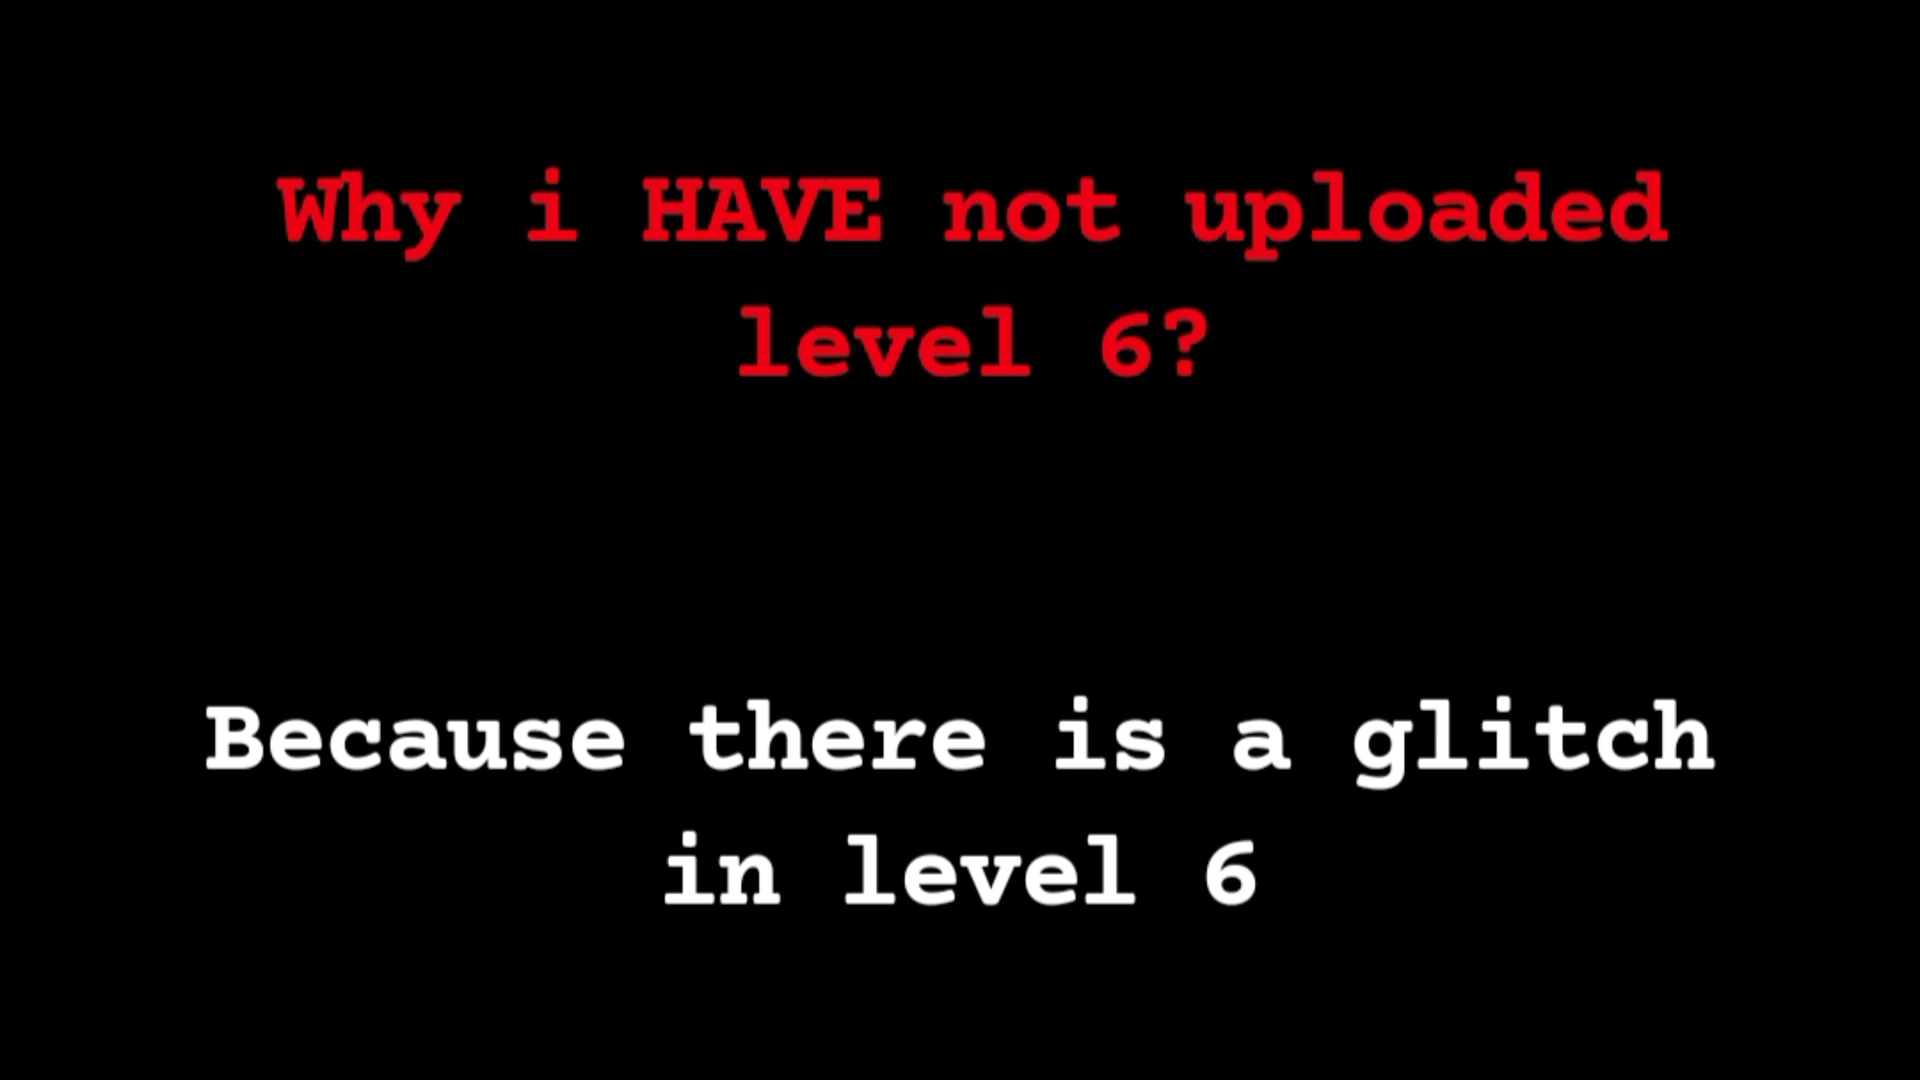 Why i HAVE not uploaded
level 6?
Because there is a glitch
in level 6